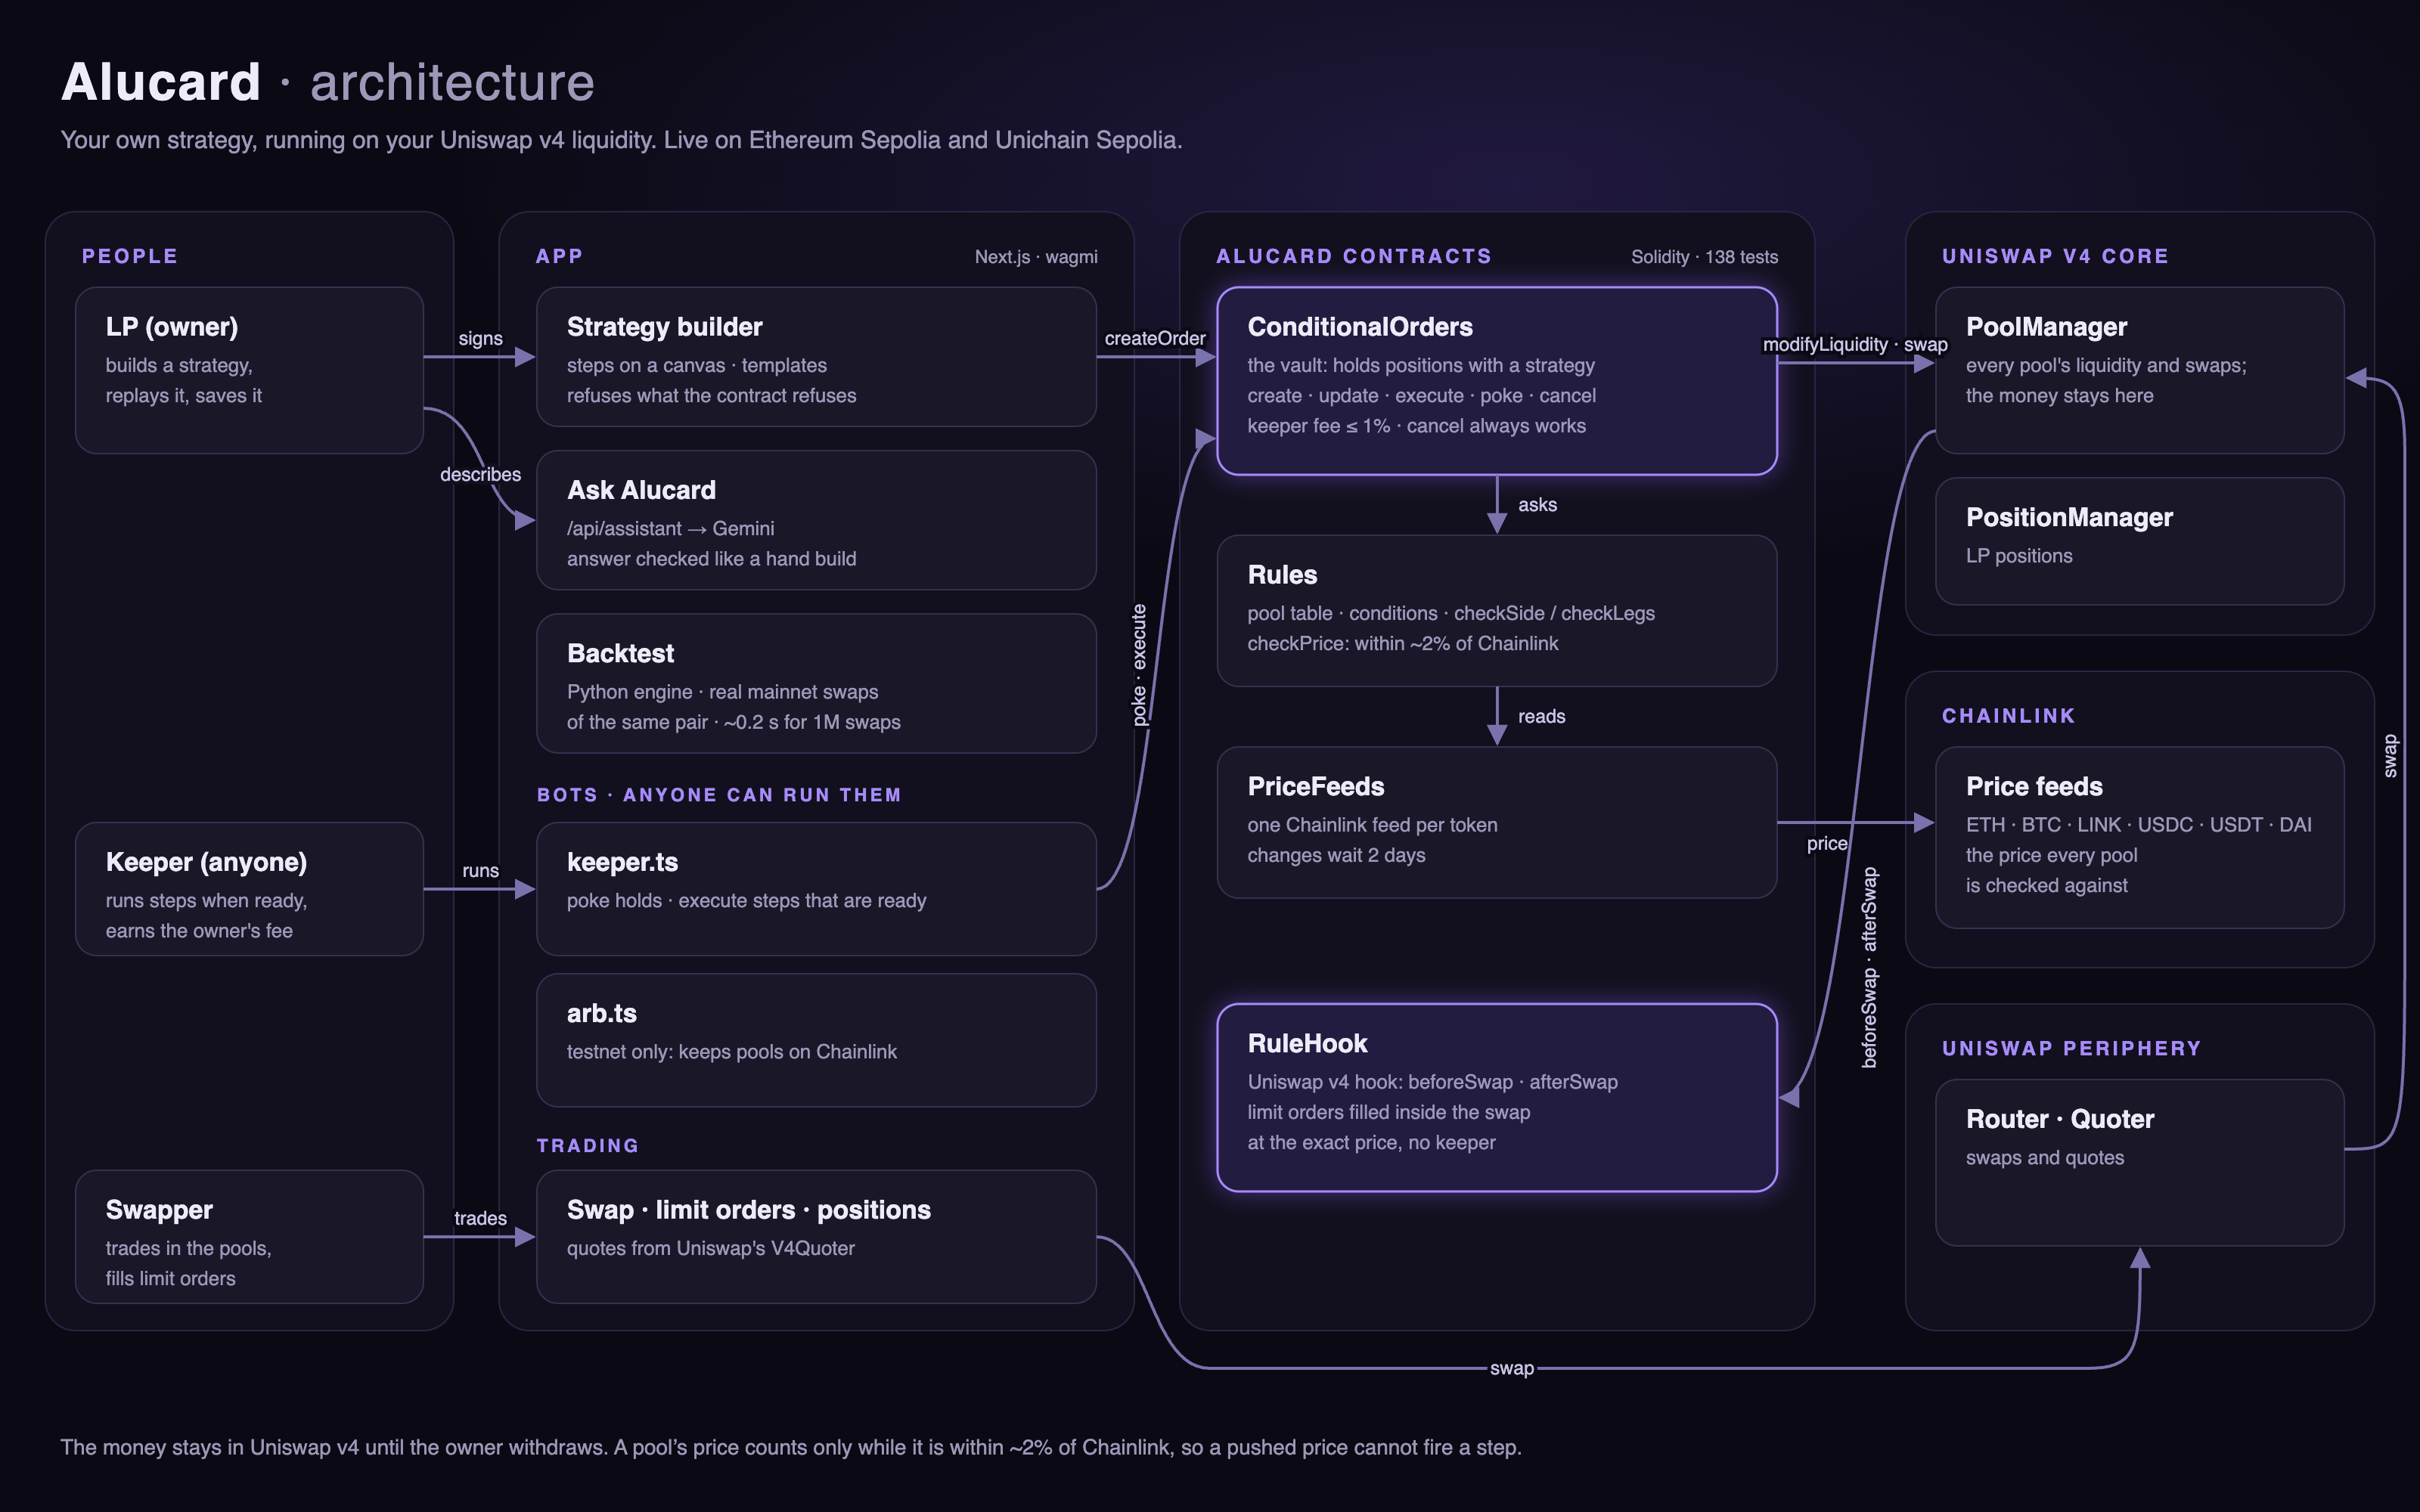 Alucard · architecture
Your own strategy, running on your Uniswap v4 liquidity. Live on Ethereum Sepolia and Unichain Sepolia.
PEOPLE
LP (owner)
builds a strategy,
replays it, saves it
Keeper (anyone)
runs steps when ready,
earns the owner's fee
Swapper
trades in the pools,
fills limit orders
signs
describes
runs
trades
APP
Next.js · wagmi
Strategy builder
steps on a canvas · templates
refuses what the contract refuses
Ask Alucard
/api/assistant → Gemini
answer checked like a hand build
Backtest
Python engine · real mainnet swaps
of the same pair · ~0.2 s for 1M swaps
BOTS · ANYONE CAN RUN THEM
keeper.ts
poke holds · execute steps that are ready
arb.ts
testnet only: keeps pools on Chainlink
TRADING
Swap · limit orders · positions
quotes from Uniswap's V4Quoter
createOrder
poke · execute
ALUCARD CONTRACTS
Solidity · 138 tests
ConditionalOrders
the vault: holds positions with a strategy
create · update · execute · poke · cancel
keeper fee ≤ 1% · cancel always works
asks
Rules
pool table · conditions · checkSide / checkLegs
checkPrice: within ~2% of Chainlink
reads
PriceFeeds
one Chainlink feed per token
changes wait 2 days
RuleHook
Uniswap v4 hook: beforeSwap · afterSwap
limit orders filled inside the swap
at the exact price, no keeper
modifyLiquidity · swap
price
beforeSwap · afterSwap
UNISWAP V4 CORE
PoolManager
every pool's liquidity and swaps;
the money stays here
PositionManager
LP positions
CHAINLINK
Price feeds
ETH · BTC · LINK · USDC · USDT · DAI
the price every pool
is checked against
UNISWAP PERIPHERY
Router · Quoter
swaps and quotes
swap
swap
The money stays in Uniswap v4 until the owner withdraws. A pool’s price counts only while it is within ~2% of Chainlink, so a pushed price cannot fire a step.